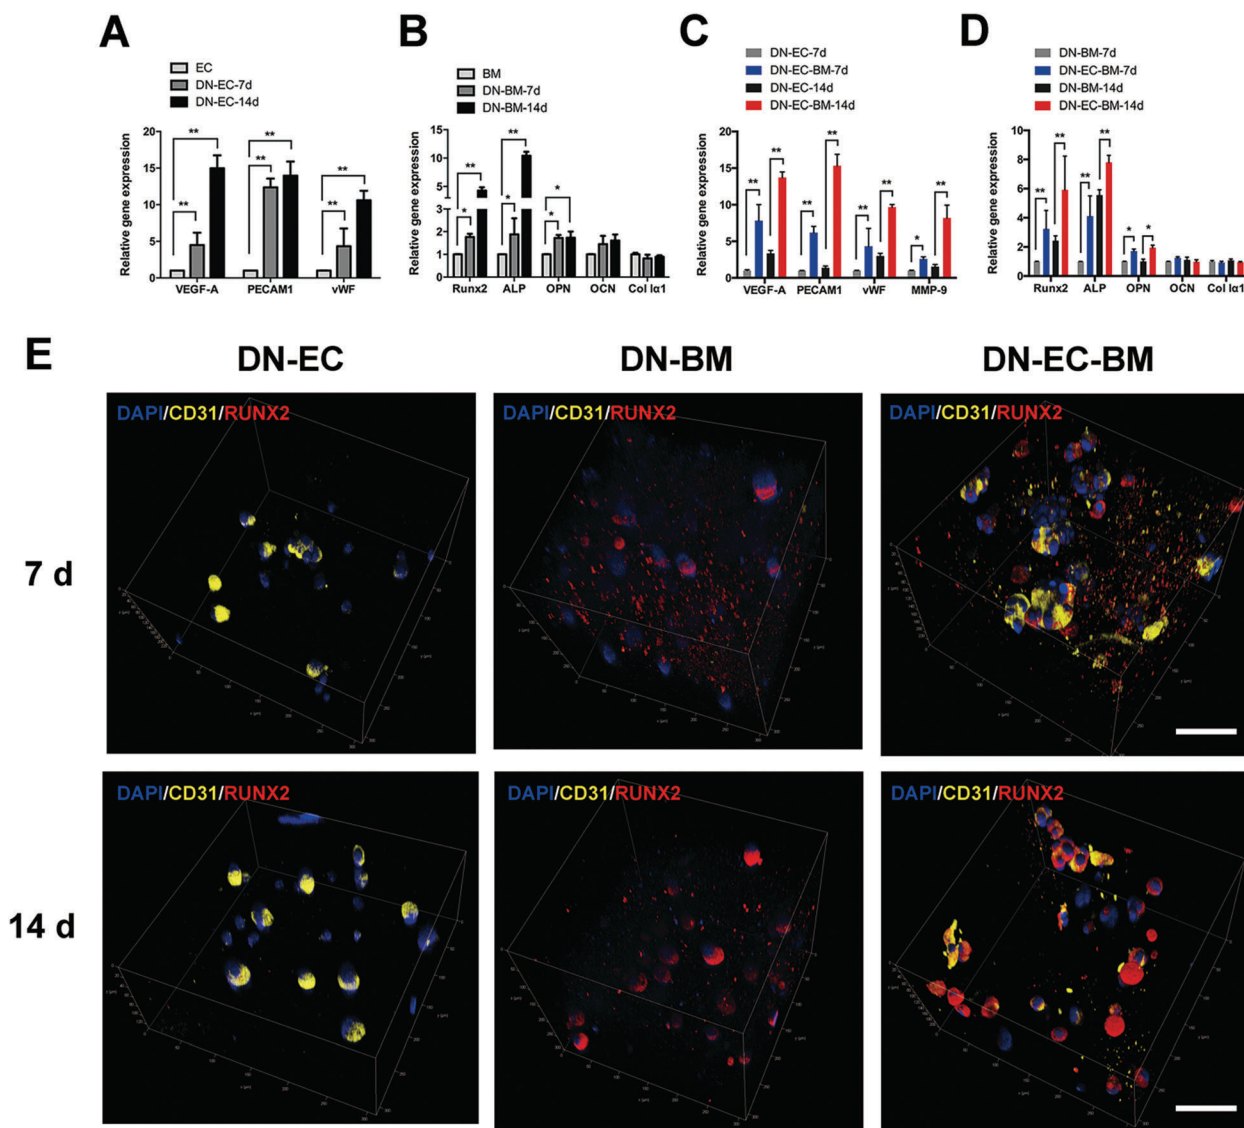 A
EC
DN-EC-7d
DN-EC-14d
Relative gene expression
20
15
10
5
0
**
**
**
**
**
**
VEGF-A PECAM1 vWF
B
BM
DN-BM-7d
DN-BM-14d
Relative gene expression
15
10
5
3
2
1
0
**
*
**
*
*
*
Runx2 ALP OPN OCN Col Iα1
C
DN-EC-7d
DN-EC-BM-7d
DN-EC-14d
DN-EC-BM-14d
Relative gene expression
20
15
10
5
0
**
**
**
**
**
**
*
**
VEGF-A PECAM1 vWF MMP-9
D
DN-BM-7d
DN-EC-BM-7d
DN-BM-14d
DN-EC-BM-14d
Relative gene expression
10
8
6
4
2
0
**
**
**
**
*
*
Runx2 ALP OPN OCN Col Iα1
E
DN-EC DN-BM DN-EC-BM
7 d
DAPI/CD31/RUNX2
DAPI/CD31/RUNX2
DAPI/CD31/RUNX2
14 d
DAPI/CD31/RUNX2
DAPI/CD31/RUNX2
DAPI/CD31/RUNX2